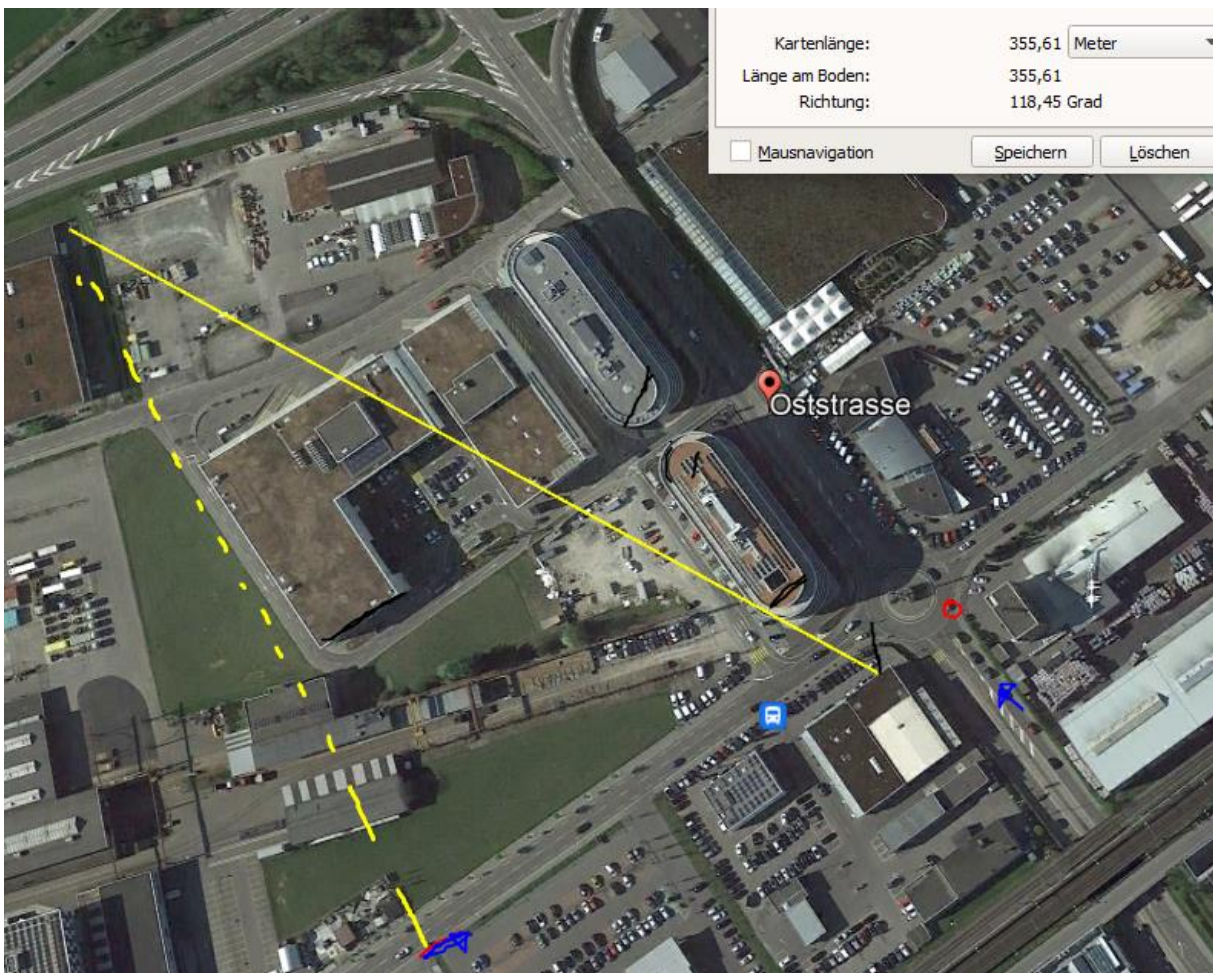 Kartenlänge: 355,61 Meter
Länge am Boden: 355,61
Richtung: 118,45 Grad
Mausnavigation Speichern Löschen
Oststrasse